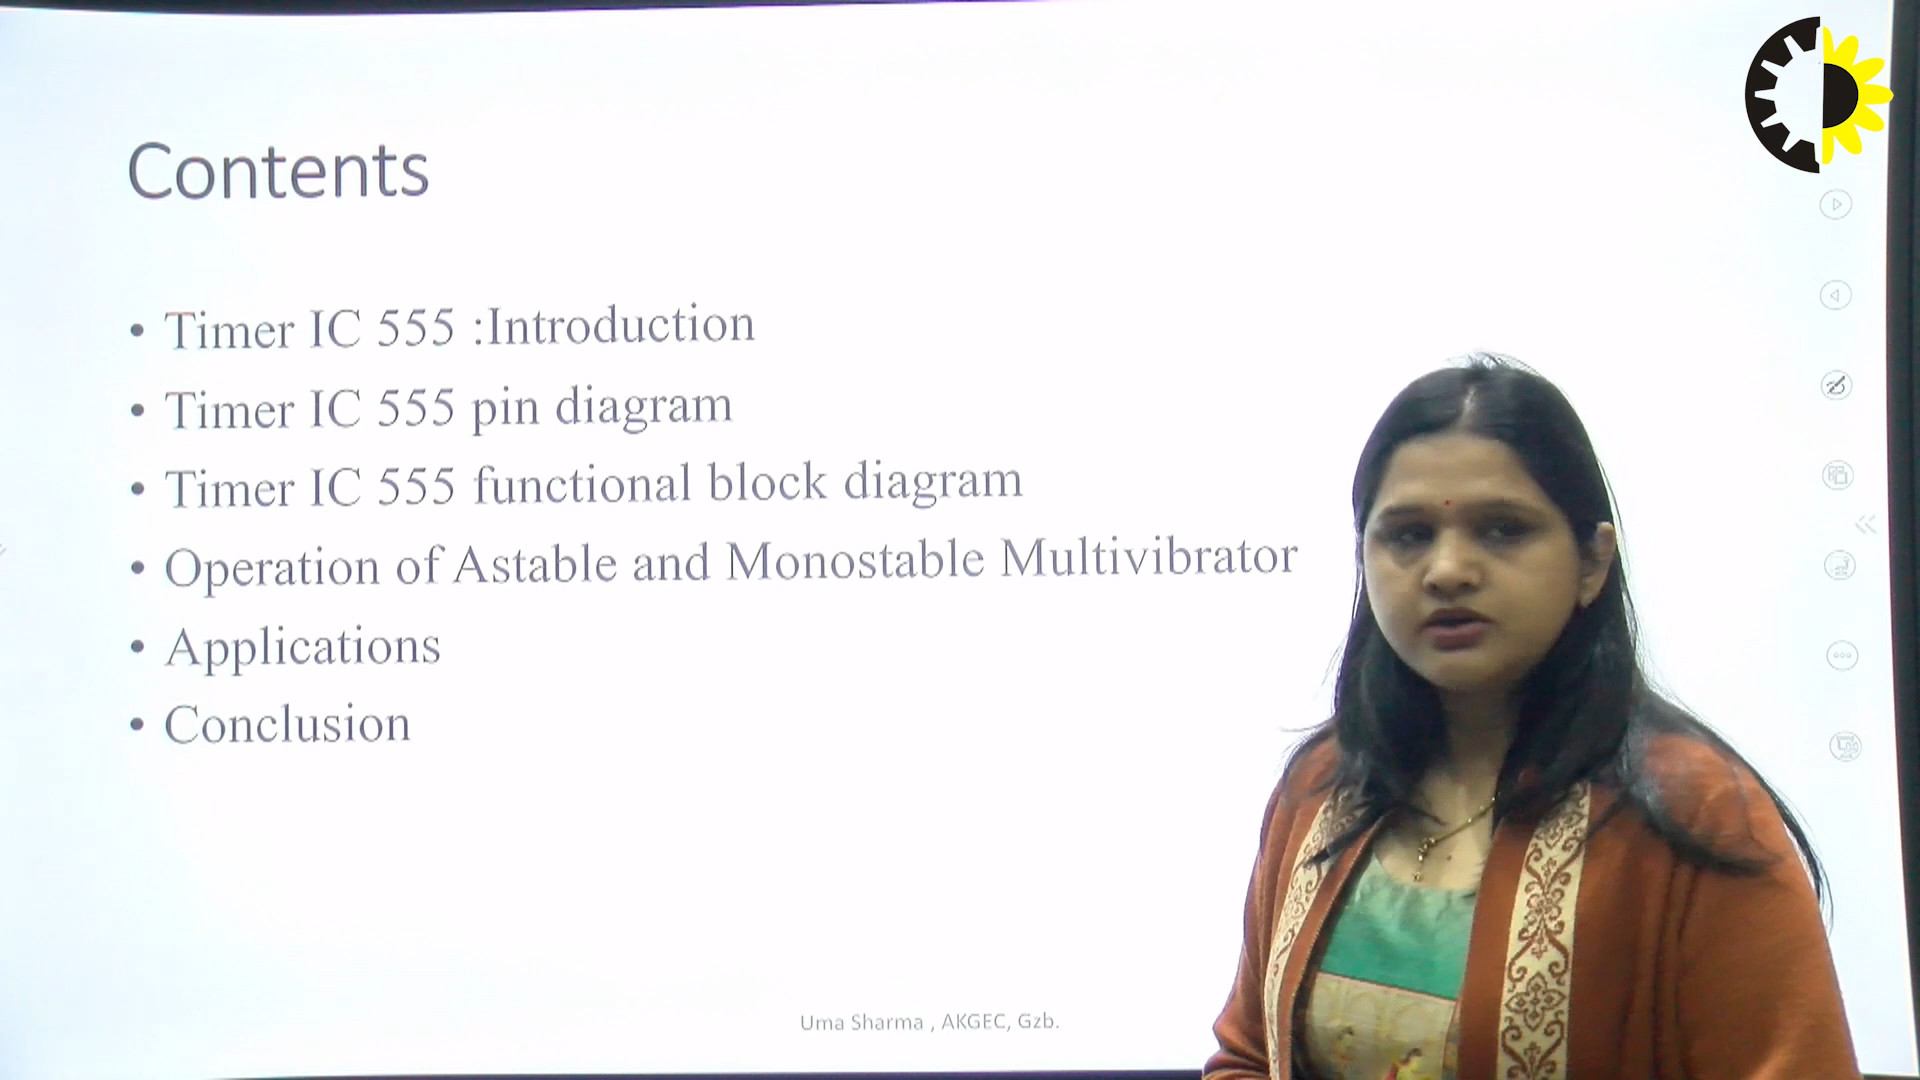 Contents
• Timer IC 555 :Introduction
• Timer IC 555 pin diagram
• Timer IC 555 functional block diagram
• Operation of Astable and Monostable Multivibrator
• Applications
• Conclusion
Uma Sharma , AKGEC, Gzb.